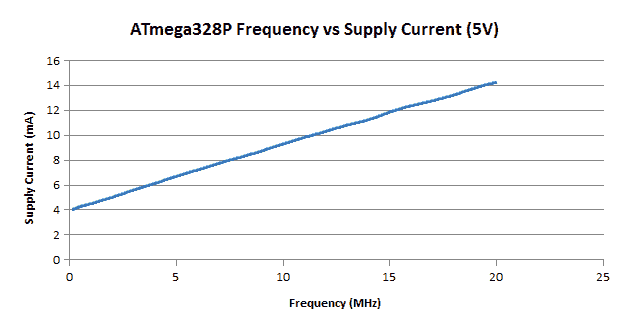 ATmega328P Frequency vs Supply Current (5V)
Supply Current (mA)
16
14
12
10
8
6
4
2
0
0 5 10 15 20 25
Frequency (MHz)